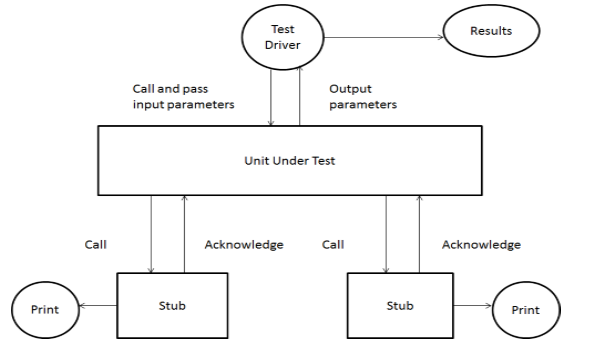 Test
Driver
Results
Call and pass
input parameters
Output
parameters
Unit Under Test
Call
Acknowledge
Call
Acknowledge
Print
Stub
Stub
Print